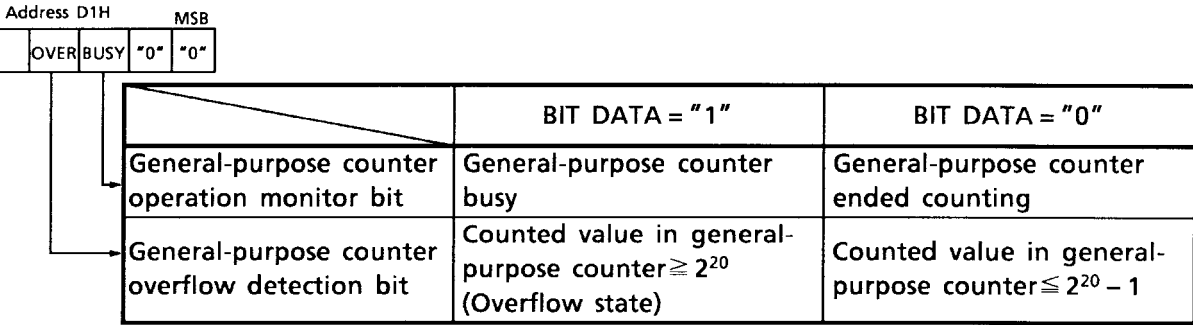 Address D1H
MSB
OVER BUSY "0" "0"
BIT DATA = "1" BIT DATA = "0"
General-purpose counter
operation monitor bit
General-purpose counter
busy
General-purpose counter
ended counting
General-purpose counter
overflow detection bit
Counted value in general-
purpose counter ≧ 2²⁰
(Overflow state)
Counted value in general-
purpose counter ≦ 2²⁰ – 1